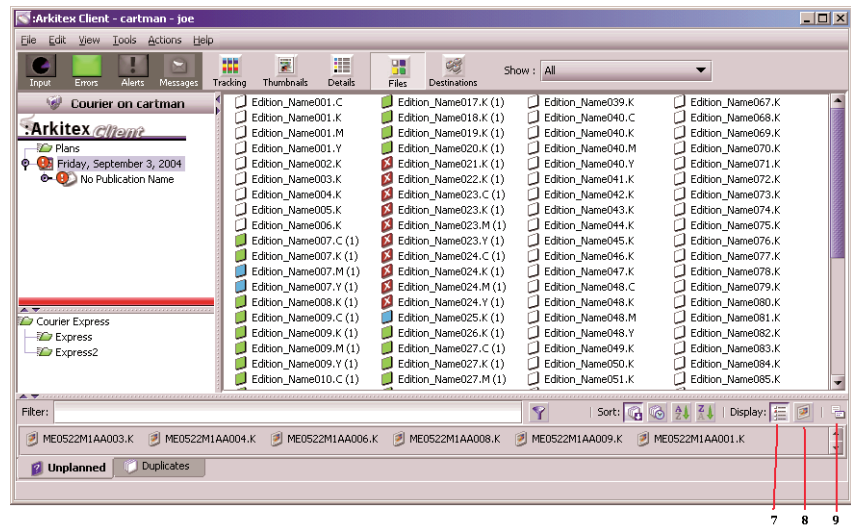 :Arkitex Client - cartman - joe
File Edit View Tools Actions Help
Input Errors Alerts Messages Tracking Thumbnails Details Files Destinations Show : All
Courier on cartman
:Arkitex Client
Plans
Friday, September 3, 2004
No Publication Name
Courier Express
Express
Express2
Edition_Name001.C
Edition_Name001.K
Edition_Name001.M
Edition_Name001.Y
Edition_Name002.K
Edition_Name003.K
Edition_Name004.K
Edition_Name005.K
Edition_Name006.K
Edition_Name007.C (1)
Edition_Name007.K (1)
Edition_Name007.M (1)
Edition_Name007.Y (1)
Edition_Name008.K (1)
Edition_Name009.C (1)
Edition_Name009.K (1)
Edition_Name009.M (1)
Edition_Name009.Y (1)
Edition_Name010.C (1)
Edition_Name017.K (1)
Edition_Name018.K (1)
Edition_Name019.K (1)
Edition_Name020.K (1)
Edition_Name021.K (1)
Edition_Name022.K (1)
Edition_Name023.C (1)
Edition_Name023.K (1)
Edition_Name023.M (1)
Edition_Name023.Y (1)
Edition_Name024.C (1)
Edition_Name024.K (1)
Edition_Name024.M (1)
Edition_Name024.Y (1)
Edition_Name025.K (1)
Edition_Name026.K (1)
Edition_Name027.C (1)
Edition_Name027.K (1)
Edition_Name027.M (1)
Edition_Name039.K
Edition_Name040.C
Edition_Name040.K
Edition_Name040.M
Edition_Name040.Y
Edition_Name041.K
Edition_Name042.K
Edition_Name043.K
Edition_Name044.K
Edition_Name045.K
Edition_Name046.K
Edition_Name047.K
Edition_Name048.C
Edition_Name048.K
Edition_Name048.M
Edition_Name048.Y
Edition_Name049.K
Edition_Name050.K
Edition_Name051.K
Edition_Name067.K
Edition_Name068.K
Edition_Name069.K
Edition_Name070.K
Edition_Name071.K
Edition_Name072.K
Edition_Name073.K
Edition_Name074.K
Edition_Name075.K
Edition_Name076.K
Edition_Name077.K
Edition_Name078.K
Edition_Name079.K
Edition_Name080.K
Edition_Name081.K
Edition_Name082.K
Edition_Name083.K
Edition_Name084.K
Edition_Name085.K
Filter: Sort: Display:
ME0522M1AA003.K ME0522M1AA004.K ME0522M1AA006.K ME0522M1AA008.K ME0522M1AA009.K ME0522M1AA001.K
Unplanned Duplicates
7 8 9